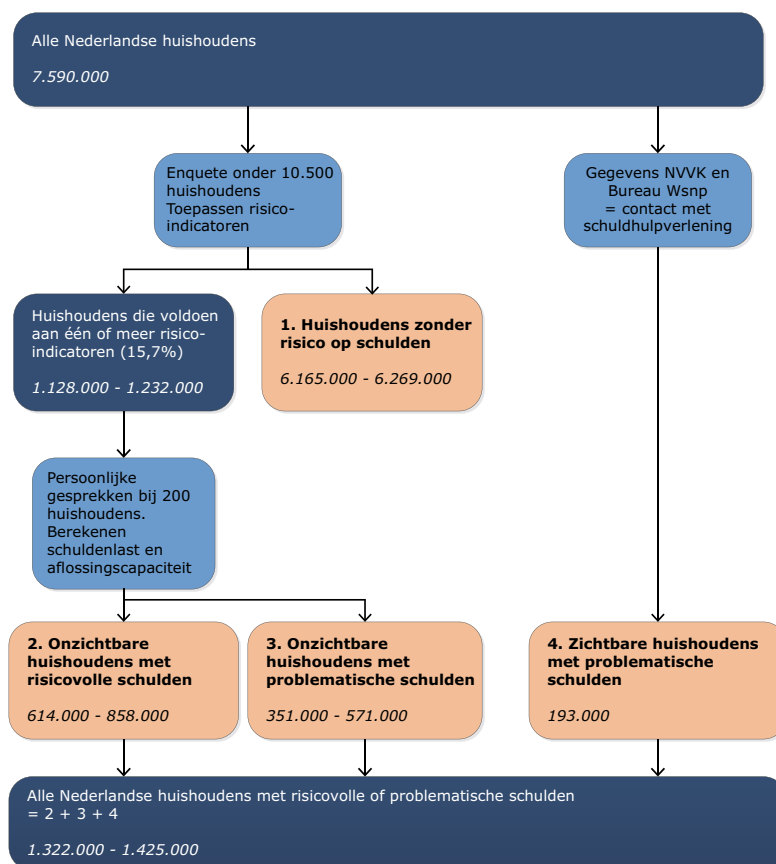 Alle Nederlandse huishoudens
7.590.000
Enquete onder 10.500
huishoudens
Toepassen risico-
indicatoren
Gegevens NVVK en
Bureau Wsnp
= contact met
schuldhulpverlening
Huishoudens die voldoen
aan één of meer risico-
indicatoren (15,7%)
1.128.000 - 1.232.000
1. Huishoudens zonder
risico op schulden
6.165.000 - 6.269.000
Persoonlijke
gesprekken bij 200
huishoudens.
Berekenen
schuldenlast en
aflossingscapaciteit
2. Onzichtbare
huishoudens met
risicovolle schulden
614.000 - 858.000
3. Onzichtbare
huishoudens met
problematische schulden
351.000 - 571.000
4. Zichtbare huishoudens
met problematische
schulden
193.000
Alle Nederlandse huishoudens met risicovolle of problematische schulden
= 2 + 3 + 4
1.322.000 - 1.425.000